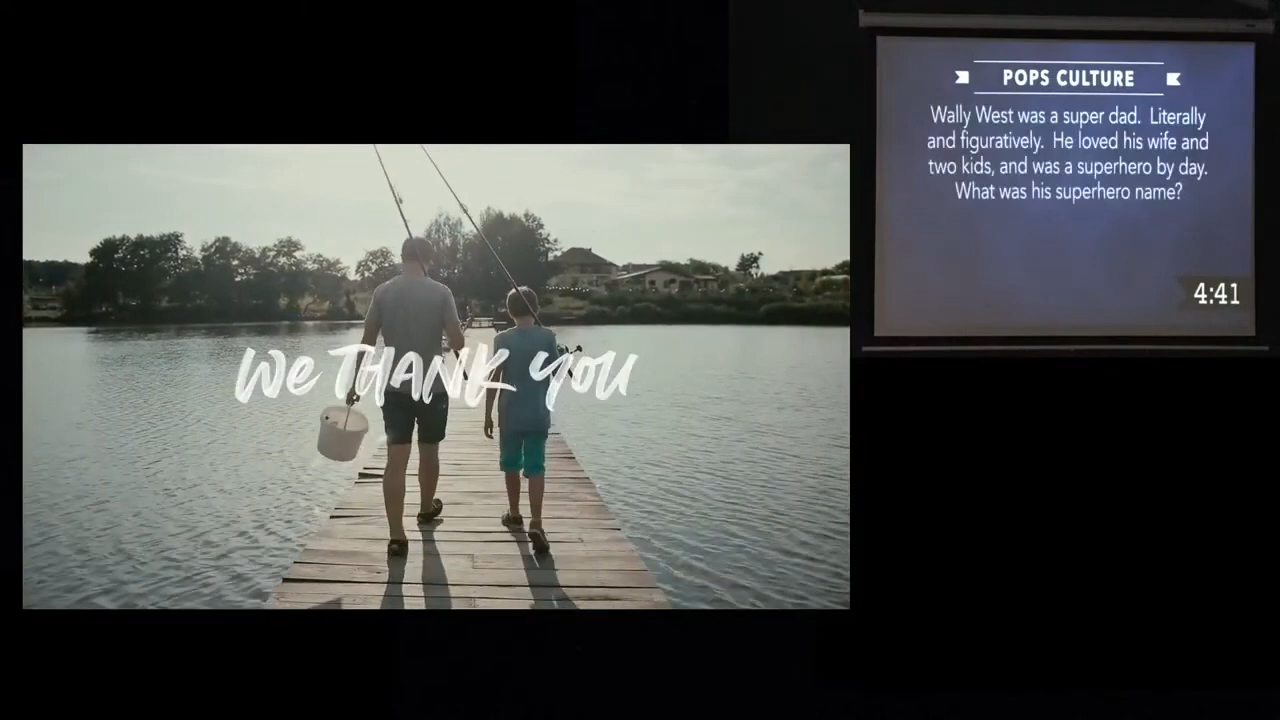 We THANK YOU
POPS CULTURE
Wally West was a super dad. Literally
and figuratively. He loved his wife and
two kids, and was a superhero by day.
What was his superhero name?
4:41